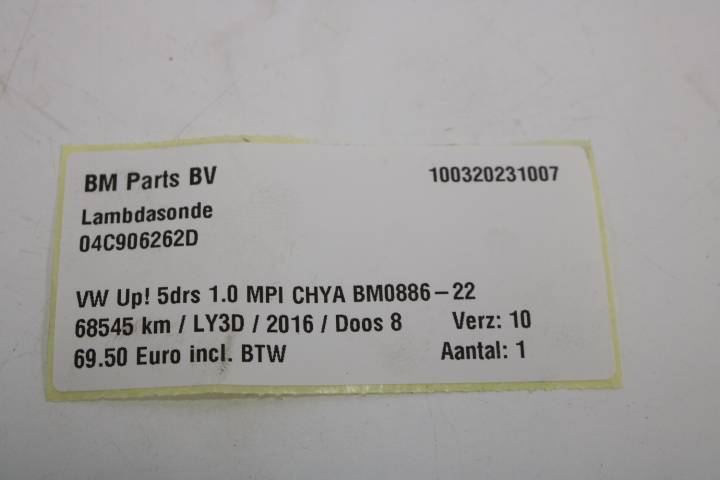 BM Parts BV 100320231007
Lambdasonde
04C906262D
VW Up! 5drs 1.0 MPI CHYA BM0886-22
68545 km / LY3D / 2016 / Doos 8 Verz: 10
69.50 Euro incl. BTW Aantal: 1